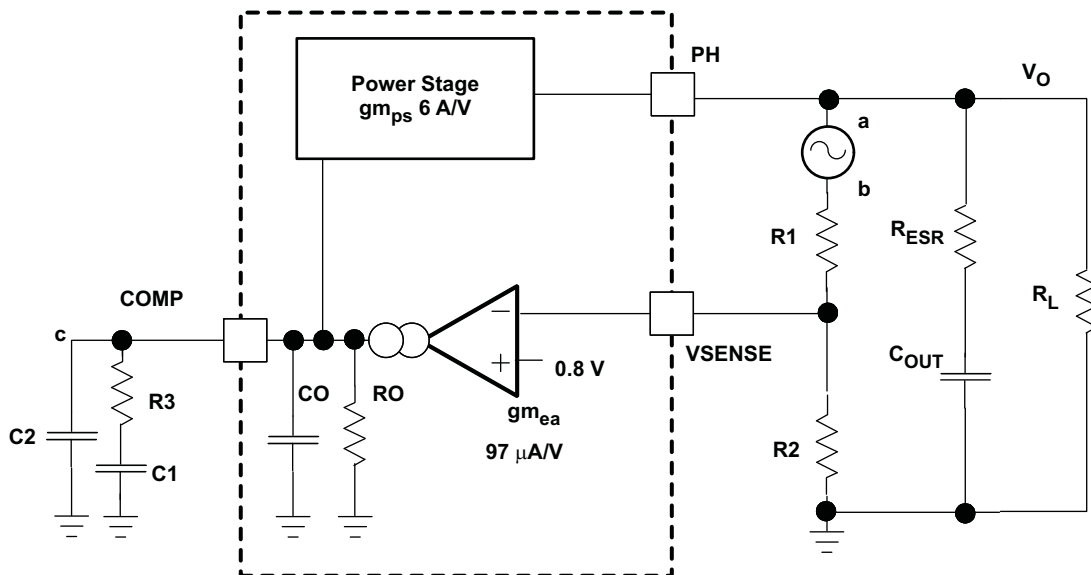 PH
V_O
Power Stage
gm_ps 6 A/V
a
b
R1
R_ESR
R_L
COMP
c
VSENSE
0.8 V
C_OUT
R3
CO
RO
gm_ea
C2
97 μA/V
R2
C1